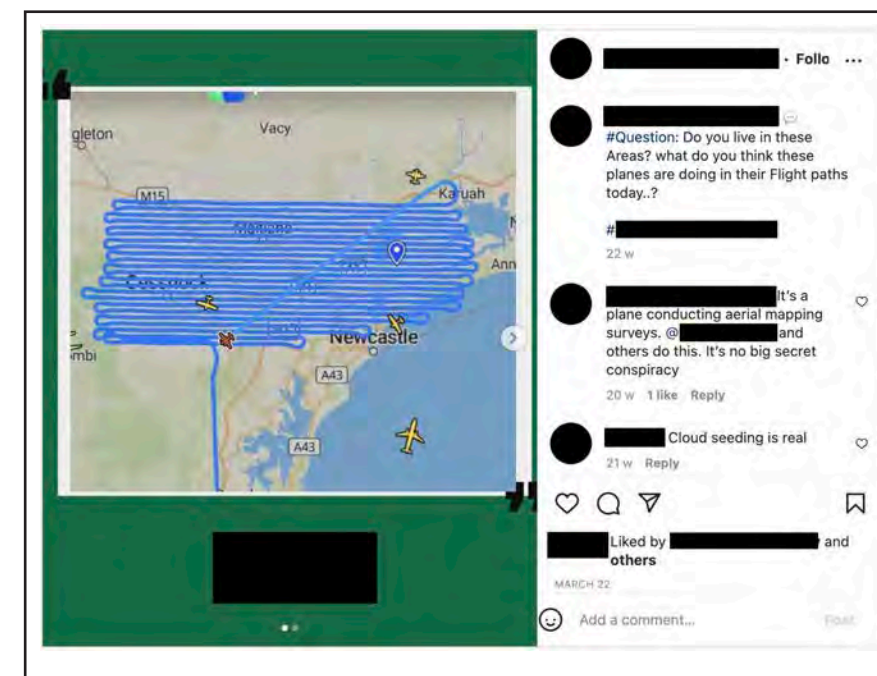 gleton
Vacy
M15
Karuah
Ann
Newcastle
mbi
A43
A43
· Follo ...
#Question: Do you live in these
Areas? what do you think these
planes are doing in their Flight paths
today..?
#
22 w
It's a
plane conducting aerial mapping
surveys. @ and
others do this. It's no big secret
conspiracy
20 w 1 like Reply
Cloud seeding is real
21 w Reply
Liked by and
others
MARCH 22
Add a comment... Post